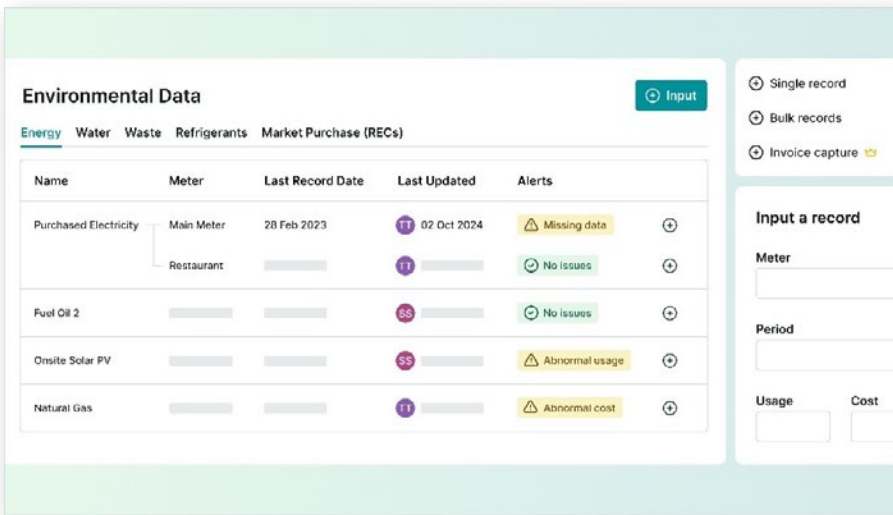 Environmental Data
Input
Energy Water Waste Refrigerants Market Purchase (RECs)
Name Meter Last Record Date Last Updated Alerts
Purchased Electricity Main Meter 28 Feb 2023 TT 02 Oct 2024 Missing data
Restaurant TT No issues
Fuel Oil 2 SS No issues
Onsite Solar PV SS Abnormal usage
Natural Gas TT Abnormal cost
Single record
Bulk records
Invoice capture
Input a record
Meter
Period
Usage Cost